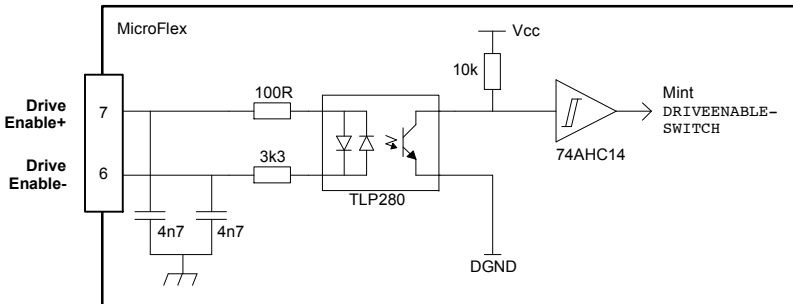 MicroFlex
Vcc
10k
100R
Drive
Enable+
7
Mint
DRIVEENABLE-
SWITCH
74AHC14
Drive
Enable-
6
3k3
TLP280
4n7
4n7
DGND